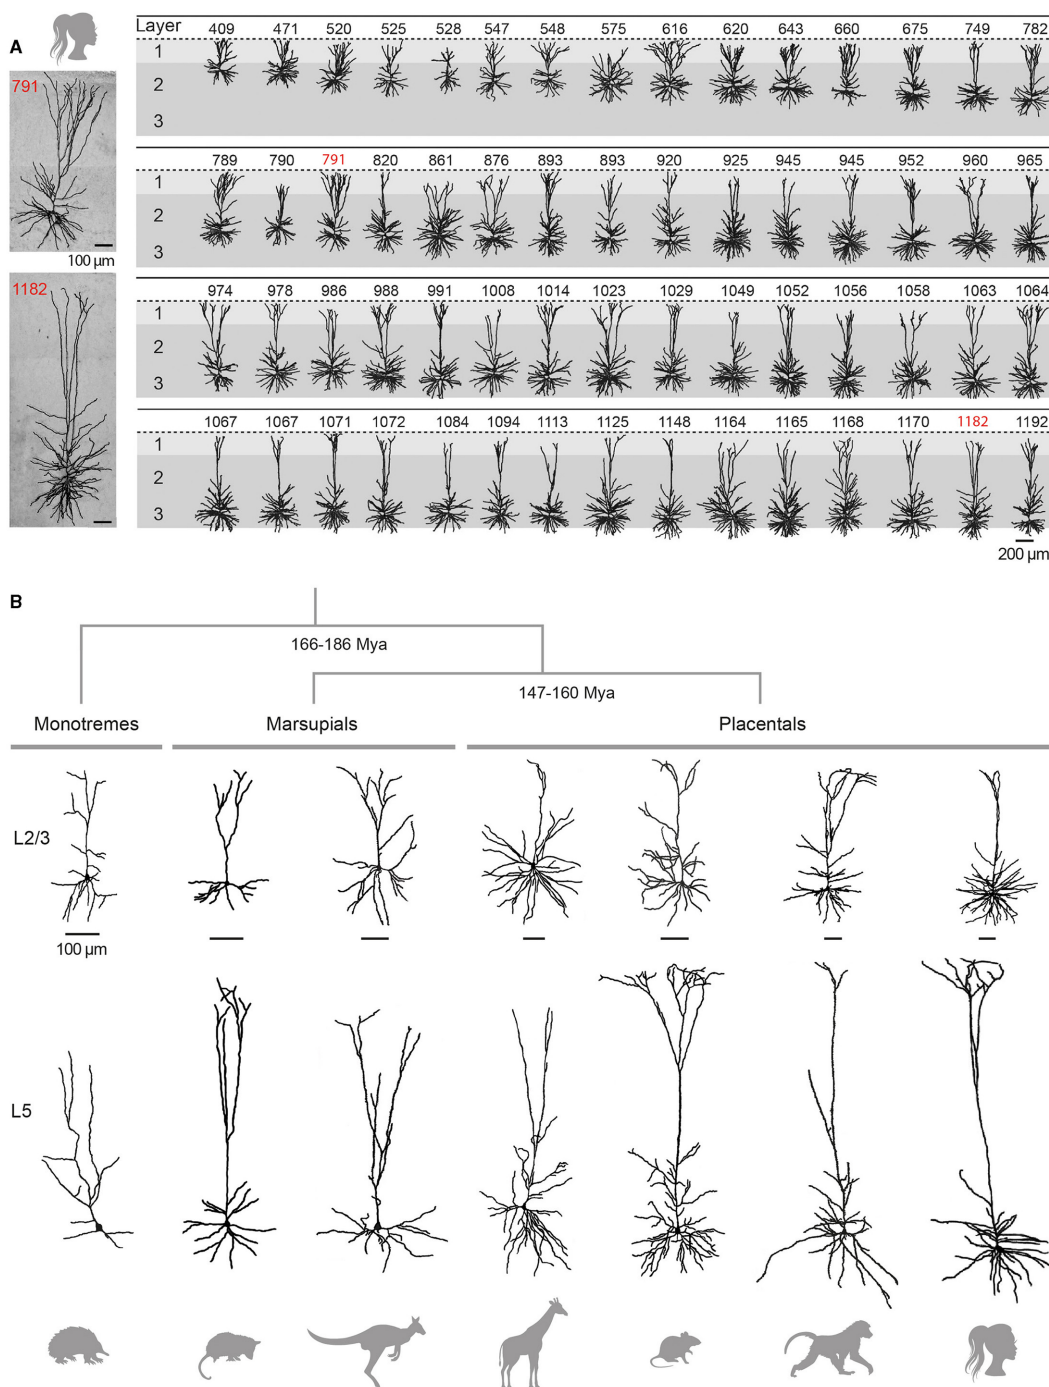 A
791
100 µm
1182
Layer 409 471 520 525 528 547 548 575 616 620 643 660 675 749 782
1
2
3
789 790 791 820 861 876 893 893 920 925 945 945 952 960 965
1
2
3
974 978 986 988 991 1008 1014 1023 1029 1049 1052 1056 1058 1063 1064
1
2
3
1067 1067 1071 1072 1084 1094 1113 1125 1148 1164 1165 1168 1170 1182 1192
1
2
3
200 µm
B
166-186 Mya
147-160 Mya
Monotremes Marsupials Placentals
L2/3
100 µm
L5